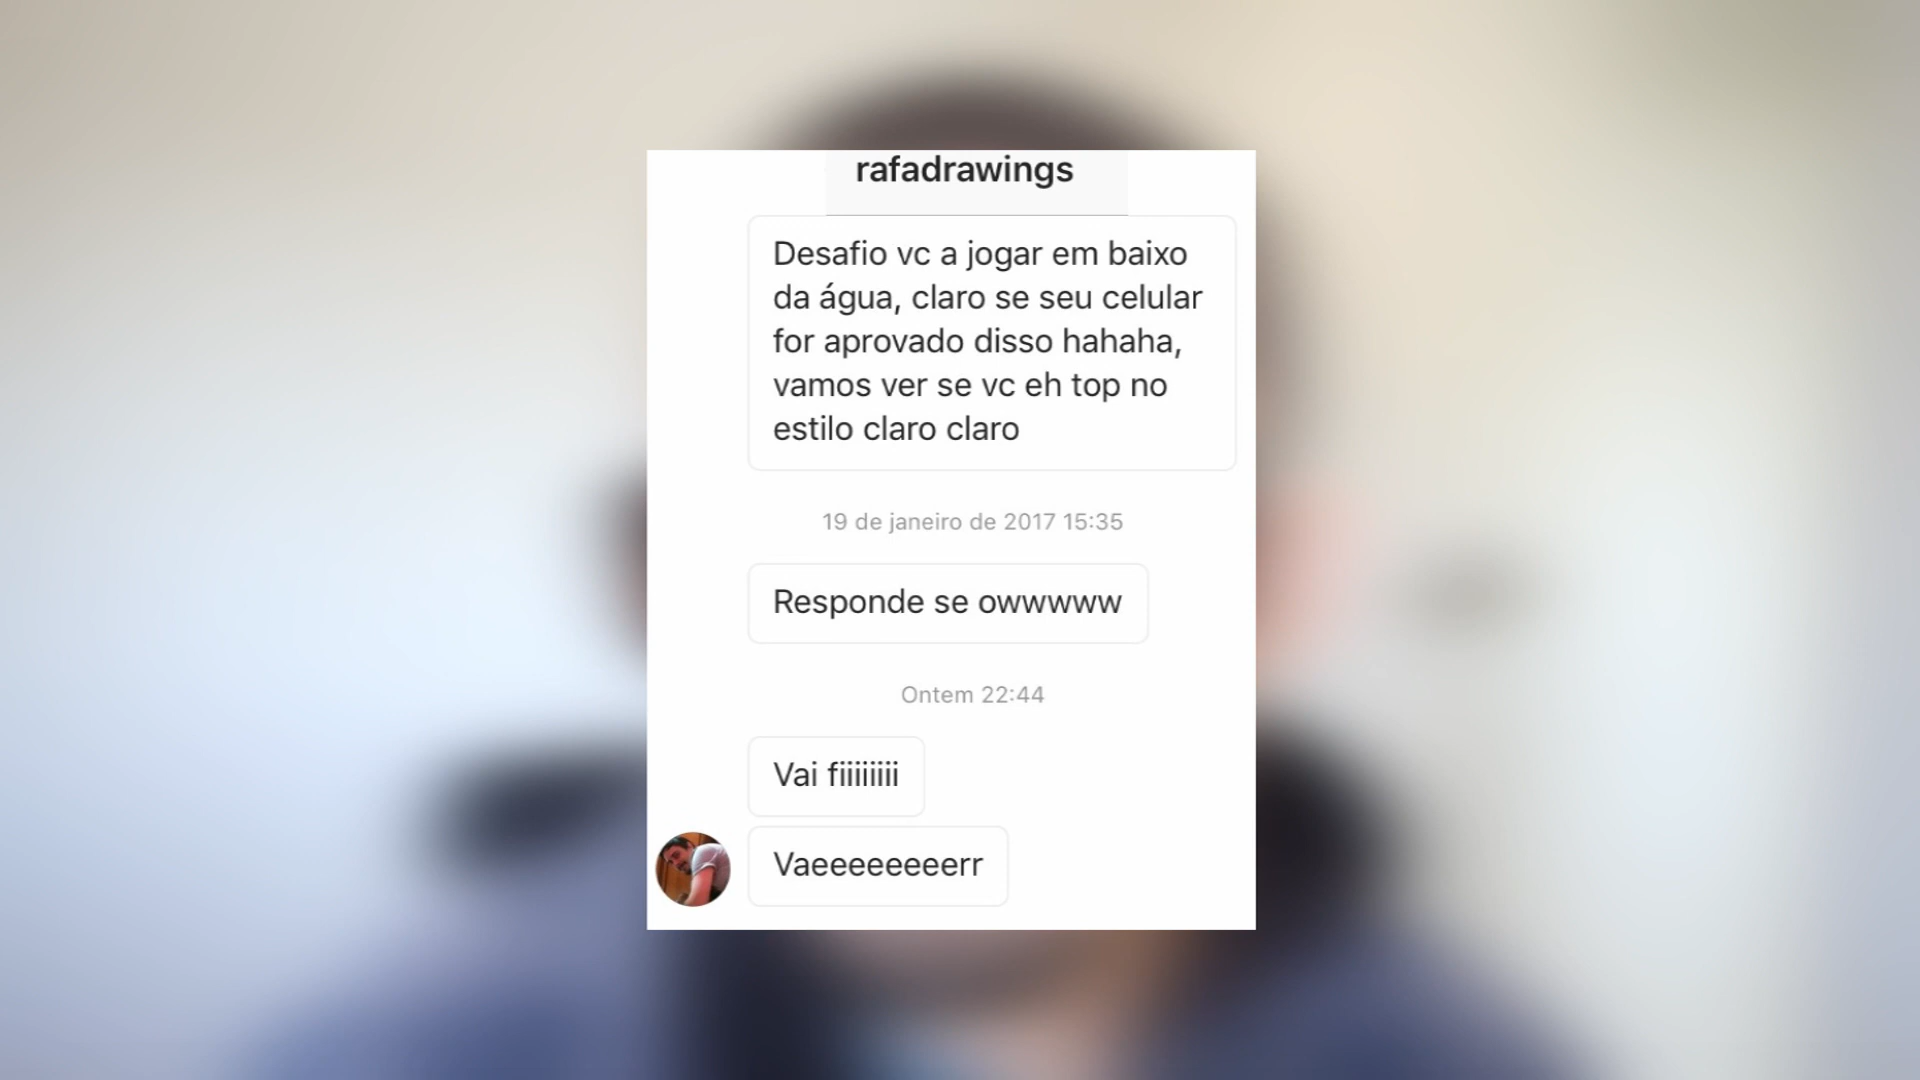 rafadrawings
Desafio vc a jogar em baixo
da água, claro se seu celular
for aprovado disso hahaha,
vamos ver se vc eh top no
estilo claro claro
19 de janeiro de 2017 15:35
Responde se owwwww
Ontem 22:44
Vai fiiiiiiii
Vaeeeeeeeerr